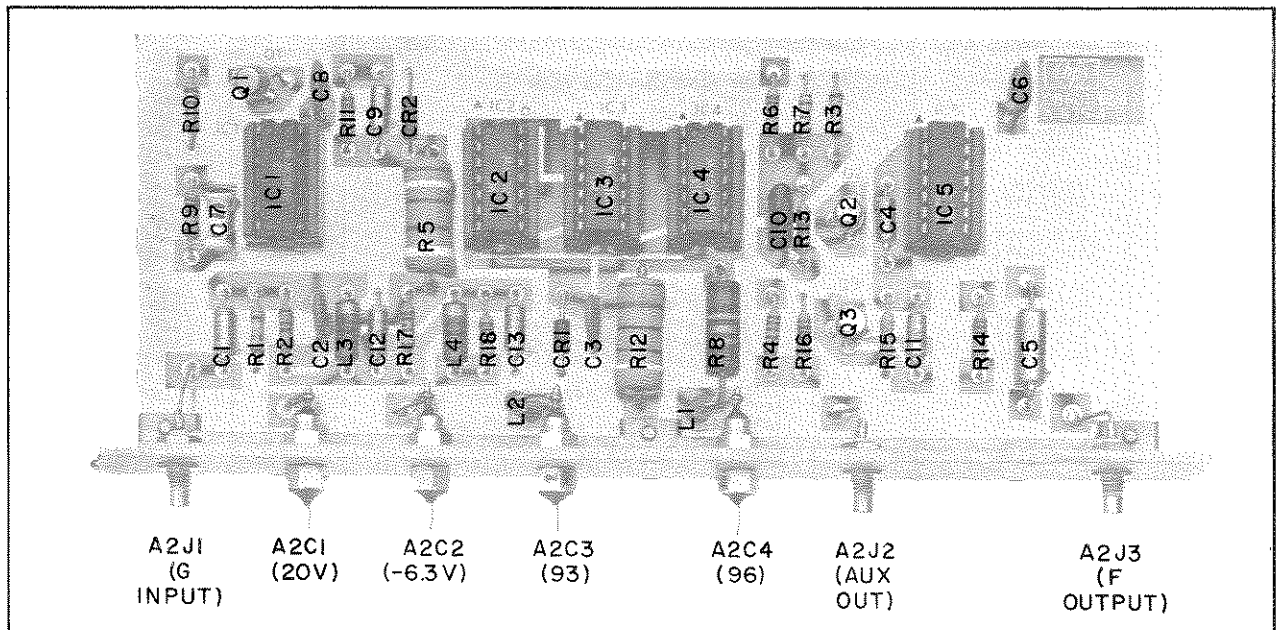 R10
Q1
C8
R11
C9
CR2
R6
R7
R3
C6
R9
C7
IC1
R5
IC2
IC3
IC4
C10
R13
Q2
C4
IC5
C1
R1
R2
C2
L3
C12
R17
L4
R18
C13
CR1
C3
R12
R8
R4
R16
Q3
R15
C11
R14
C5
L2
L1
A2J1
(G
INPUT)
A2C1
(20V)
A2C2
(-6.3V)
A2C3
(93)
A2C4
(96)
A2J2
(AUX
OUT)
A2J3
(F
OUTPUT)